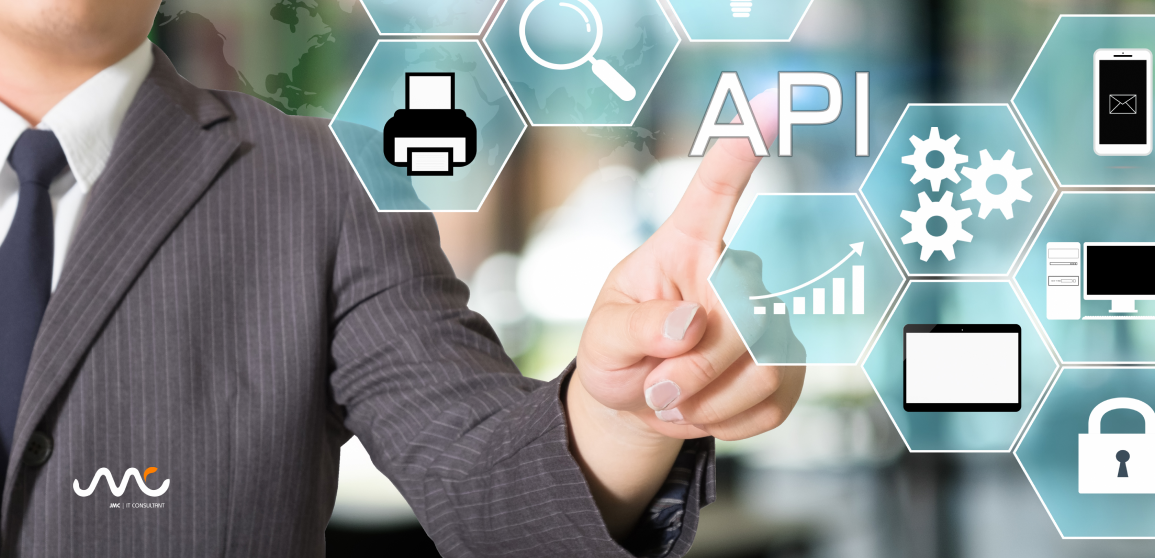 API
JMC | IT CONSULTANT